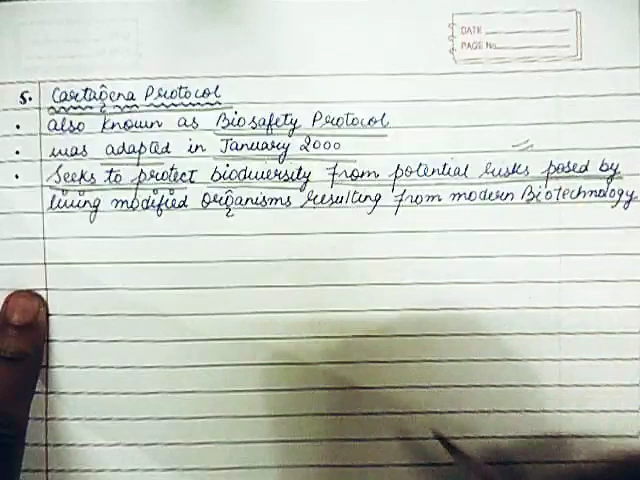 DATE
PAGE No.
5. Cartagena Protocol
• also known as Biosafety Protocol
• was adapted in January 2000
• Seeks to protect biodiversity from potential risks posed by
living modified organisms resulting from modern Biotechnology.